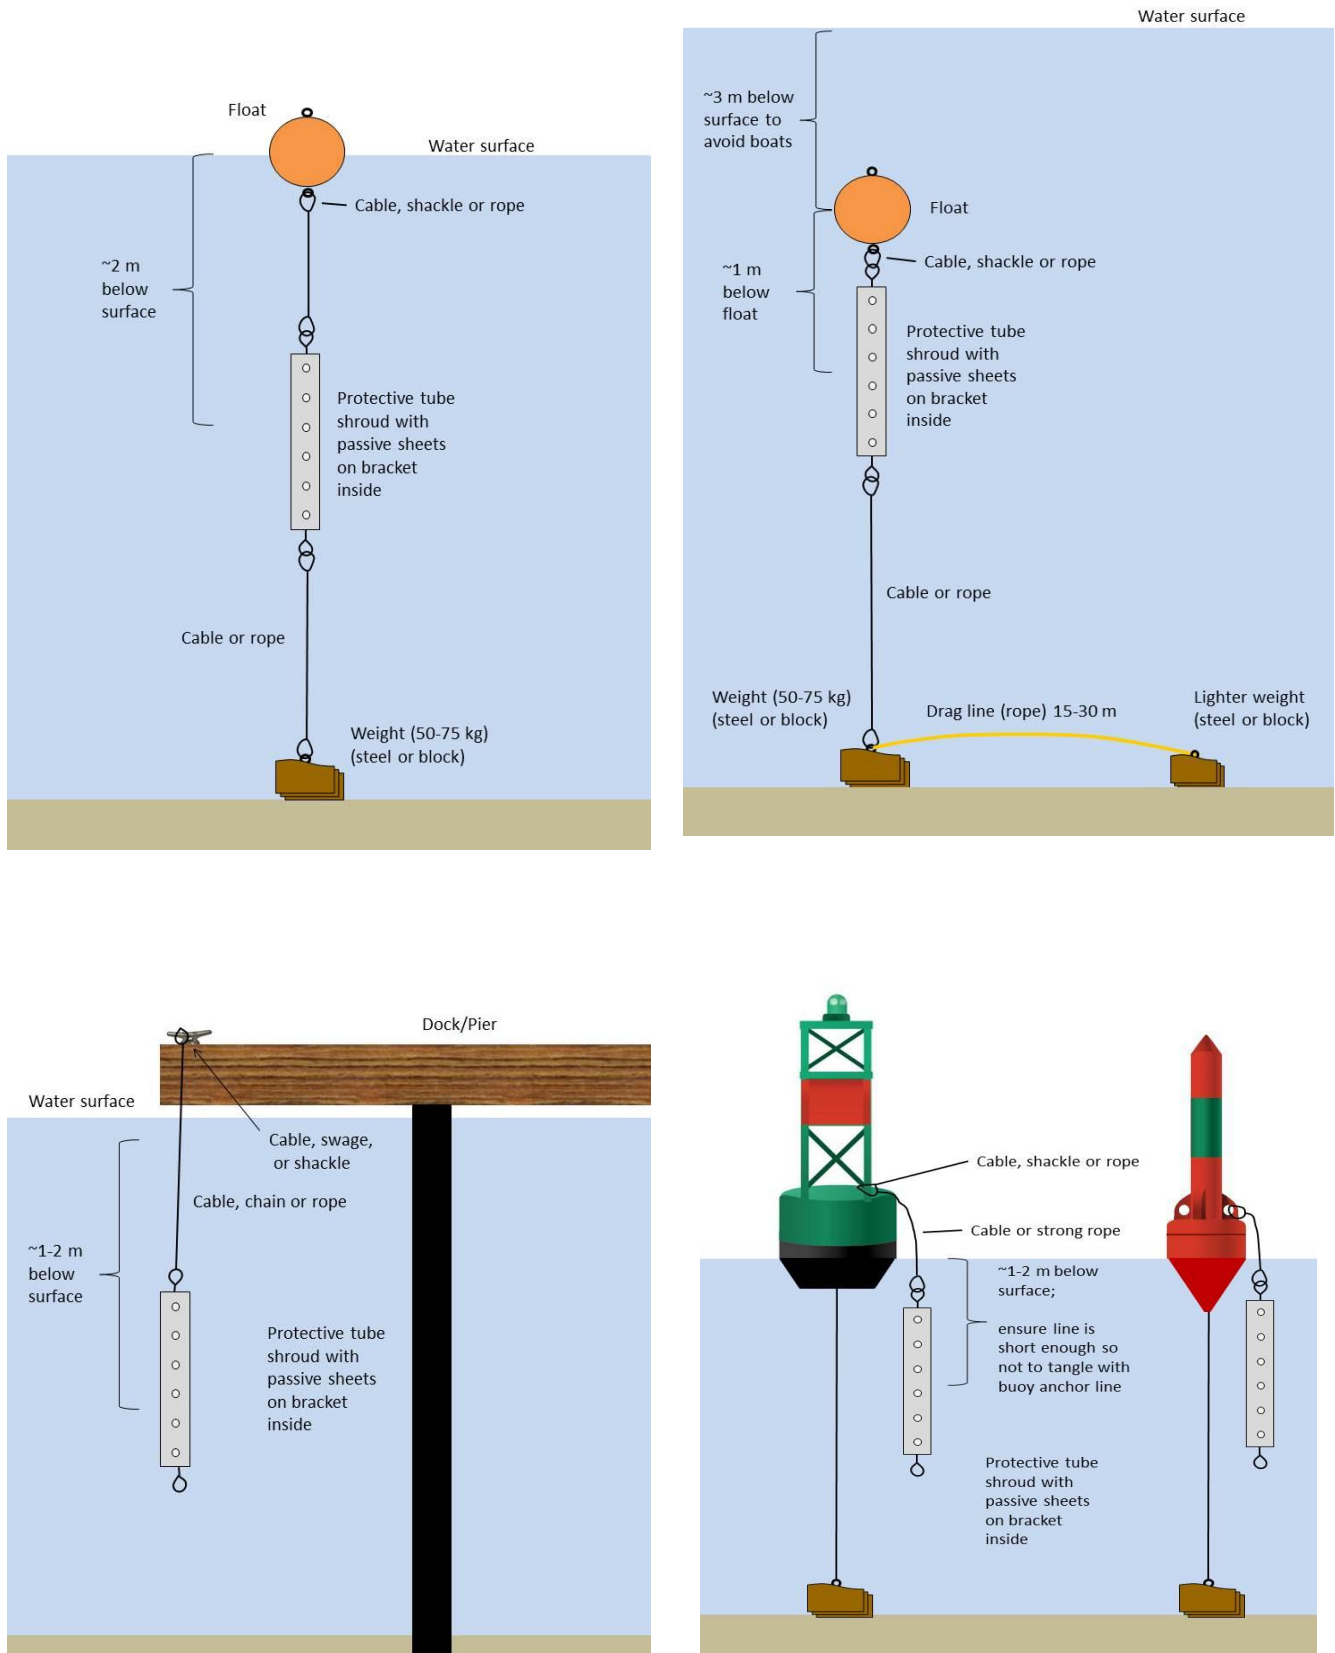 Float
Water surface
Cable, shackle or rope
~2 m
below
surface
Protective tube
shroud with
passive sheets
on bracket
inside
Cable or rope
Weight (50-75 kg)
(steel or block)
Water surface
~3 m below
surface to
avoid boats
Float
Cable, shackle or rope
~1 m
below
float
Protective tube
shroud with
passive sheets
on bracket
inside
Cable or rope
Weight (50-75 kg)
(steel or block)
Drag line (rope) 15-30 m
Lighter weight
(steel or block)
Dock/Pier
Water surface
Cable, swage,
or shackle
Cable, chain or rope
~1-2 m
below
surface
Protective tube
shroud with
passive sheets
on bracket
inside
Cable, shackle or rope
Cable or strong rope
~1-2 m below
surface;
ensure line is
short enough so
not to tangle with
buoy anchor line
Protective tube
shroud with
passive sheets
on bracket
inside